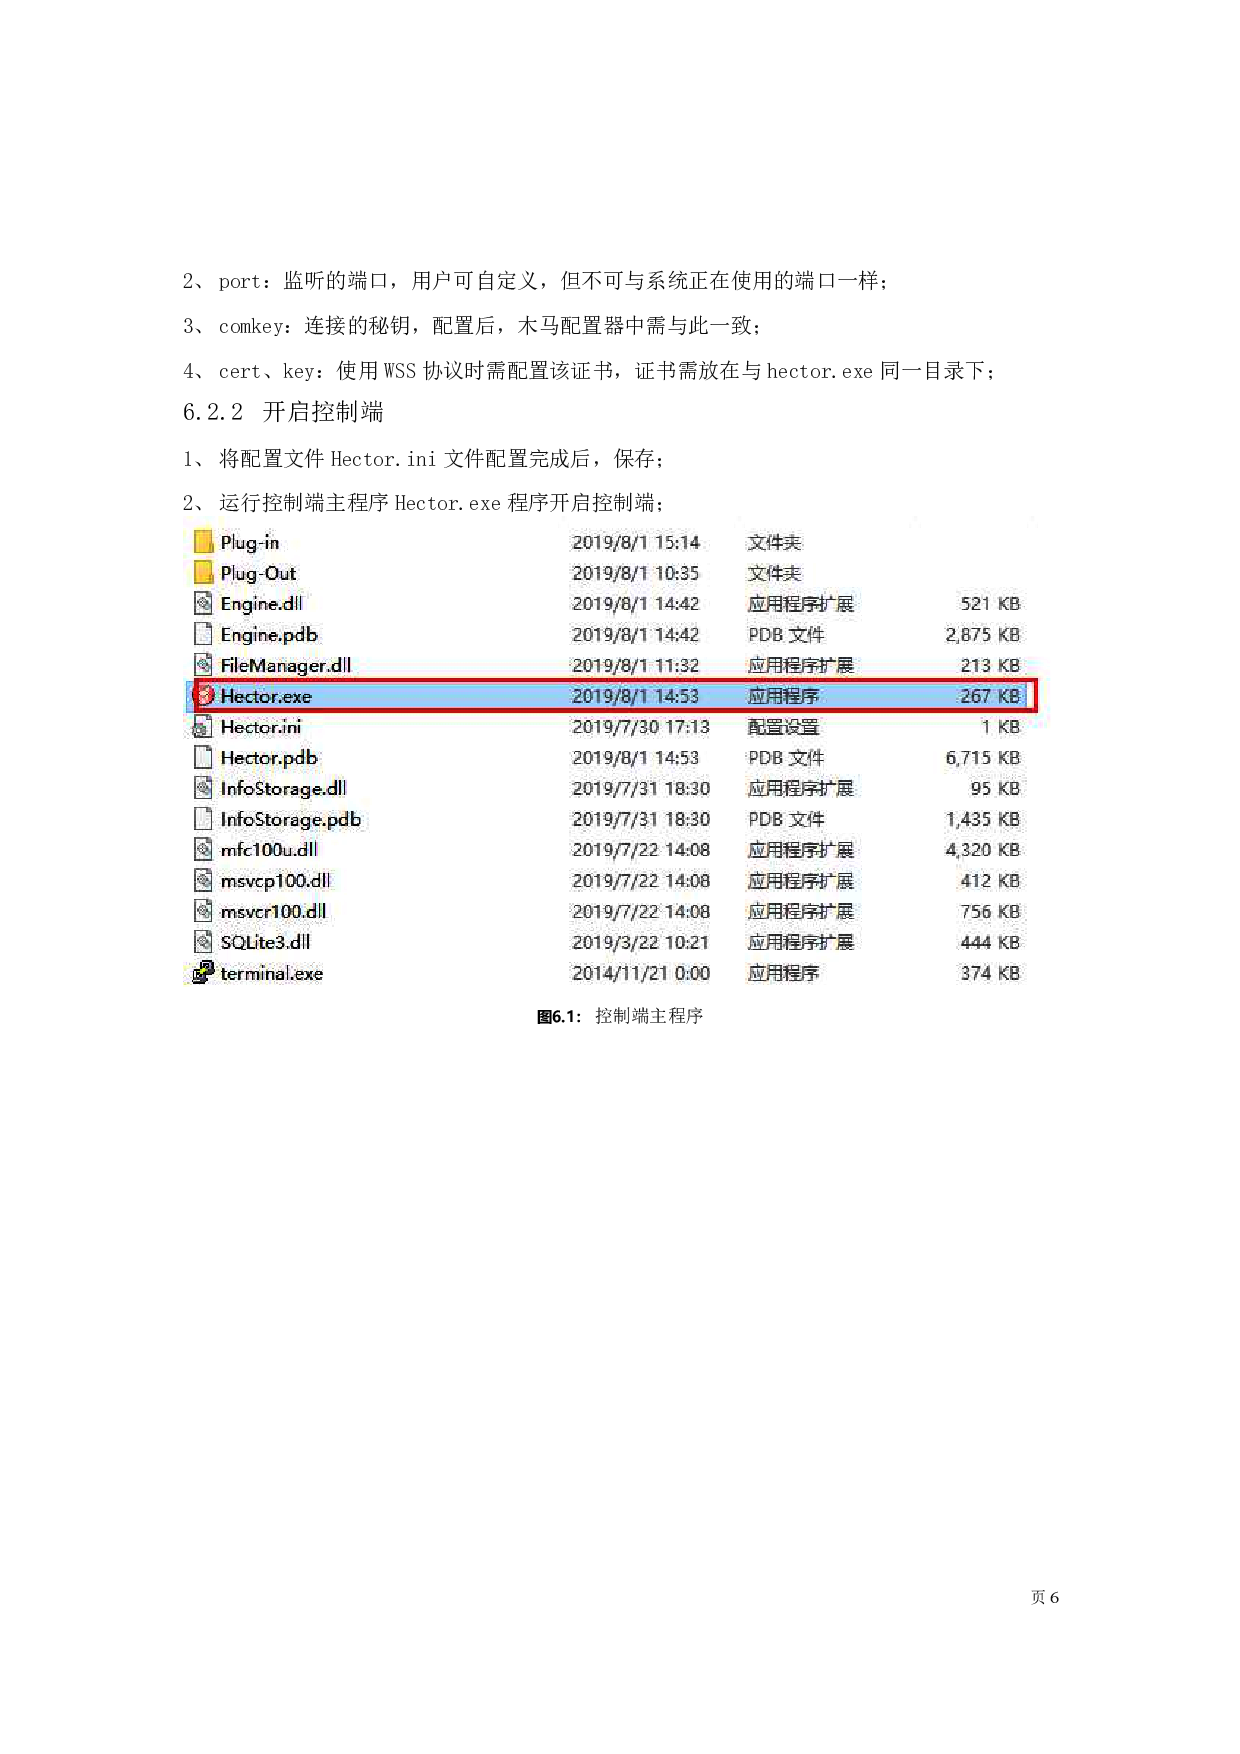 2、 port：监听的端口，用户可自定义，但不可与系统正在使用的端口一样；
3、 comkey：连接的秘钥，配置后，木马配置器中需与此一致；
4、 cert、key：使用 WSS 协议时需配置该证书，证书需放在与 hector.exe 同一目录下；
6.2.2 开启控制端
1、 将配置文件 Hector.ini 文件配置完成后，保存；
2、 运行控制端主程序 Hector.exe 程序开启控制端；
Plug-in 2019/8/1 15:14 文件夹
Plug-Out 2019/8/1 10:35 文件夹
Engine.dll 2019/8/1 14:42 应用程序扩展 521 KB
Engine.pdb 2019/8/1 14:42 PDB 文件 2,875 KB
FileManager.dll 2019/8/1 11:32 应用程序扩展 213 KB
Hector.exe 2019/8/1 14:53 应用程序 267 KB
Hector.ini 2019/7/30 17:13 配置设置 1 KB
Hector.pdb 2019/8/1 14:53 PDB 文件 6,715 KB
InfoStorage.dll 2019/7/31 18:30 应用程序扩展 95 KB
InfoStorage.pdb 2019/7/31 18:30 PDB 文件 1,435 KB
mfc100u.dll 2019/7/22 14:08 应用程序扩展 4,320 KB
msvcp100.dll 2019/7/22 14:08 应用程序扩展 412 KB
msvcr100.dll 2019/7/22 14:08 应用程序扩展 756 KB
SQLite3.dll 2019/3/22 10:21 应用程序扩展 444 KB
terminal.exe 2014/11/21 0:00 应用程序 374 KB
图6.1： 控制端主程序
页 6